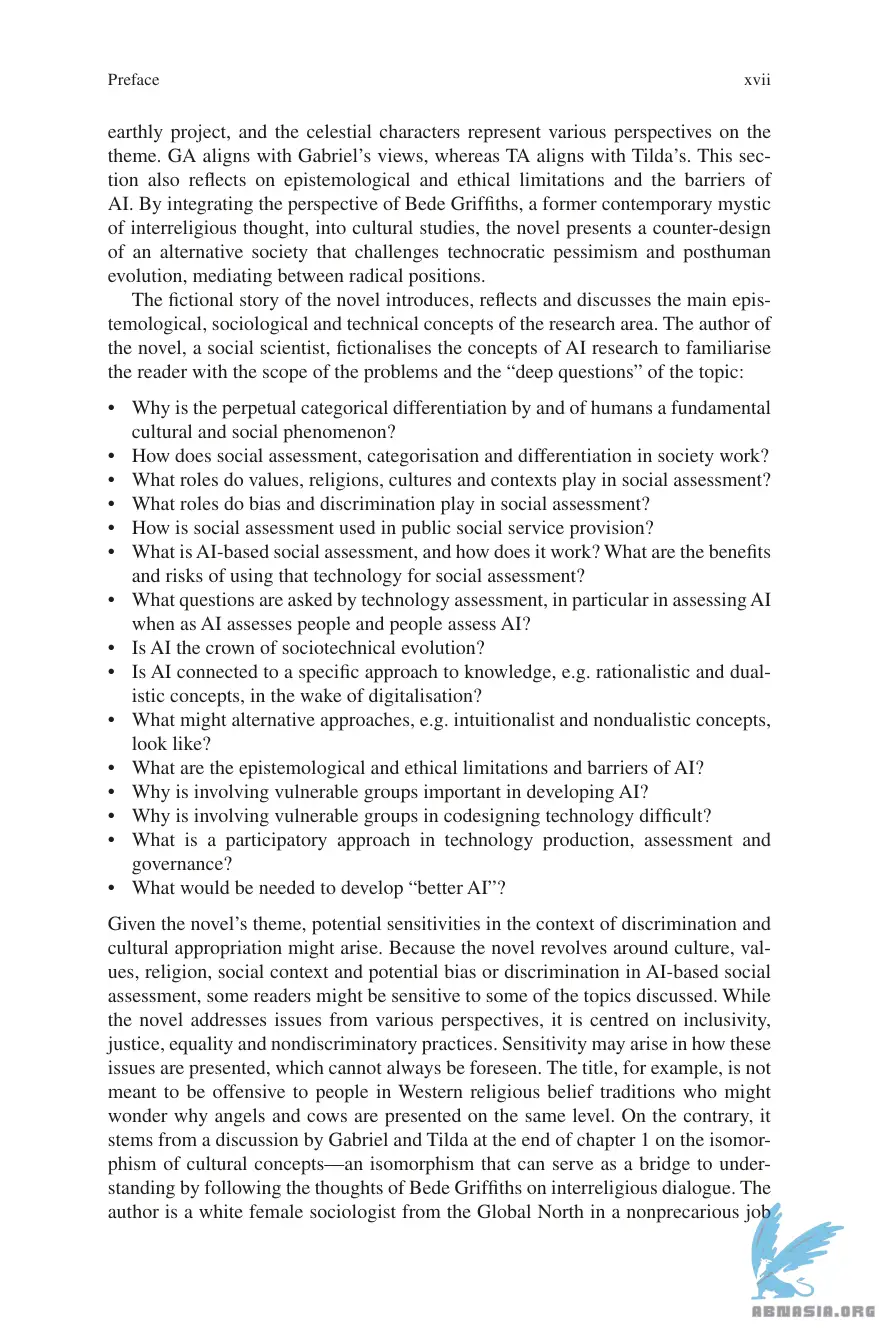 Preface
xvii
earthly project, and the celestial characters represent various perspectives on the
theme. GA aligns with Gabriel’s views, whereas TA aligns with Tilda’s. This sec-
tion also reflects on epistemological and ethical limitations and the barriers of
AI. By integrating the perspective of Bede Griffiths, a former contemporary mystic
of interreligious thought, into cultural studies, the novel presents a counter-design
of an alternative society that challenges technocratic pessimism and posthuman
evolution, mediating between radical positions.
The fictional story of the novel introduces, reflects and discusses the main epis-
temological, sociological and technical concepts of the research area. The author of
the novel, a social scientist, fictionalises the concepts of AI research to familiarise
the reader with the scope of the problems and the “deep questions” of the topic:
• Why is the perpetual categorical differentiation by and of humans a fundamental
cultural and social phenomenon?
• How does social assessment, categorisation and differentiation in society work?
• What roles do values, religions, cultures and contexts play in social assessment?
• What roles do bias and discrimination play in social assessment?
• How is social assessment used in public social service provision?
• What is AI-based social assessment, and how does it work? What are the benefits
and risks of using that technology for social assessment?
• What questions are asked by technology assessment, in particular in assessing AI
when as AI assesses people and people assess AI?
• Is AI the crown of sociotechnical evolution?
• Is AI connected to a specific approach to knowledge, e.g. rationalistic and dual-
istic concepts, in the wake of digitalisation?
• What might alternative approaches, e.g. intuitionalist and nondualistic concepts,
look like?
• What are the epistemological and ethical limitations and barriers of AI?
• Why is involving vulnerable groups important in developing AI?
• Why is involving vulnerable groups in codesigning technology difficult?
• What is a participatory approach in technology production, assessment and
governance?
• What would be needed to develop “better AI”?
Given the novel’s theme, potential sensitivities in the context of discrimination and
cultural appropriation might arise. Because the novel revolves around culture, val-
ues, religion, social context and potential bias or discrimination in AI-based social
assessment, some readers might be sensitive to some of the topics discussed. While
the novel addresses issues from various perspectives, it is centred on inclusivity,
justice, equality and nondiscriminatory practices. Sensitivity may arise in how these
issues are presented, which cannot always be foreseen. The title, for example, is not
meant to be offensive to people in Western religious belief traditions who might
wonder why angels and cows are presented on the same level. On the contrary, it
stems from a discussion by Gabriel and Tilda at the end of chapter 1 on the isomor-
phism of cultural concepts—an isomorphism that can serve as a bridge to under-
standing by following the thoughts of Bede Griffiths on interreligious dialogue. The
author is a white female sociologist from the Global North in a nonprecarious job
ABNASIA.ORG